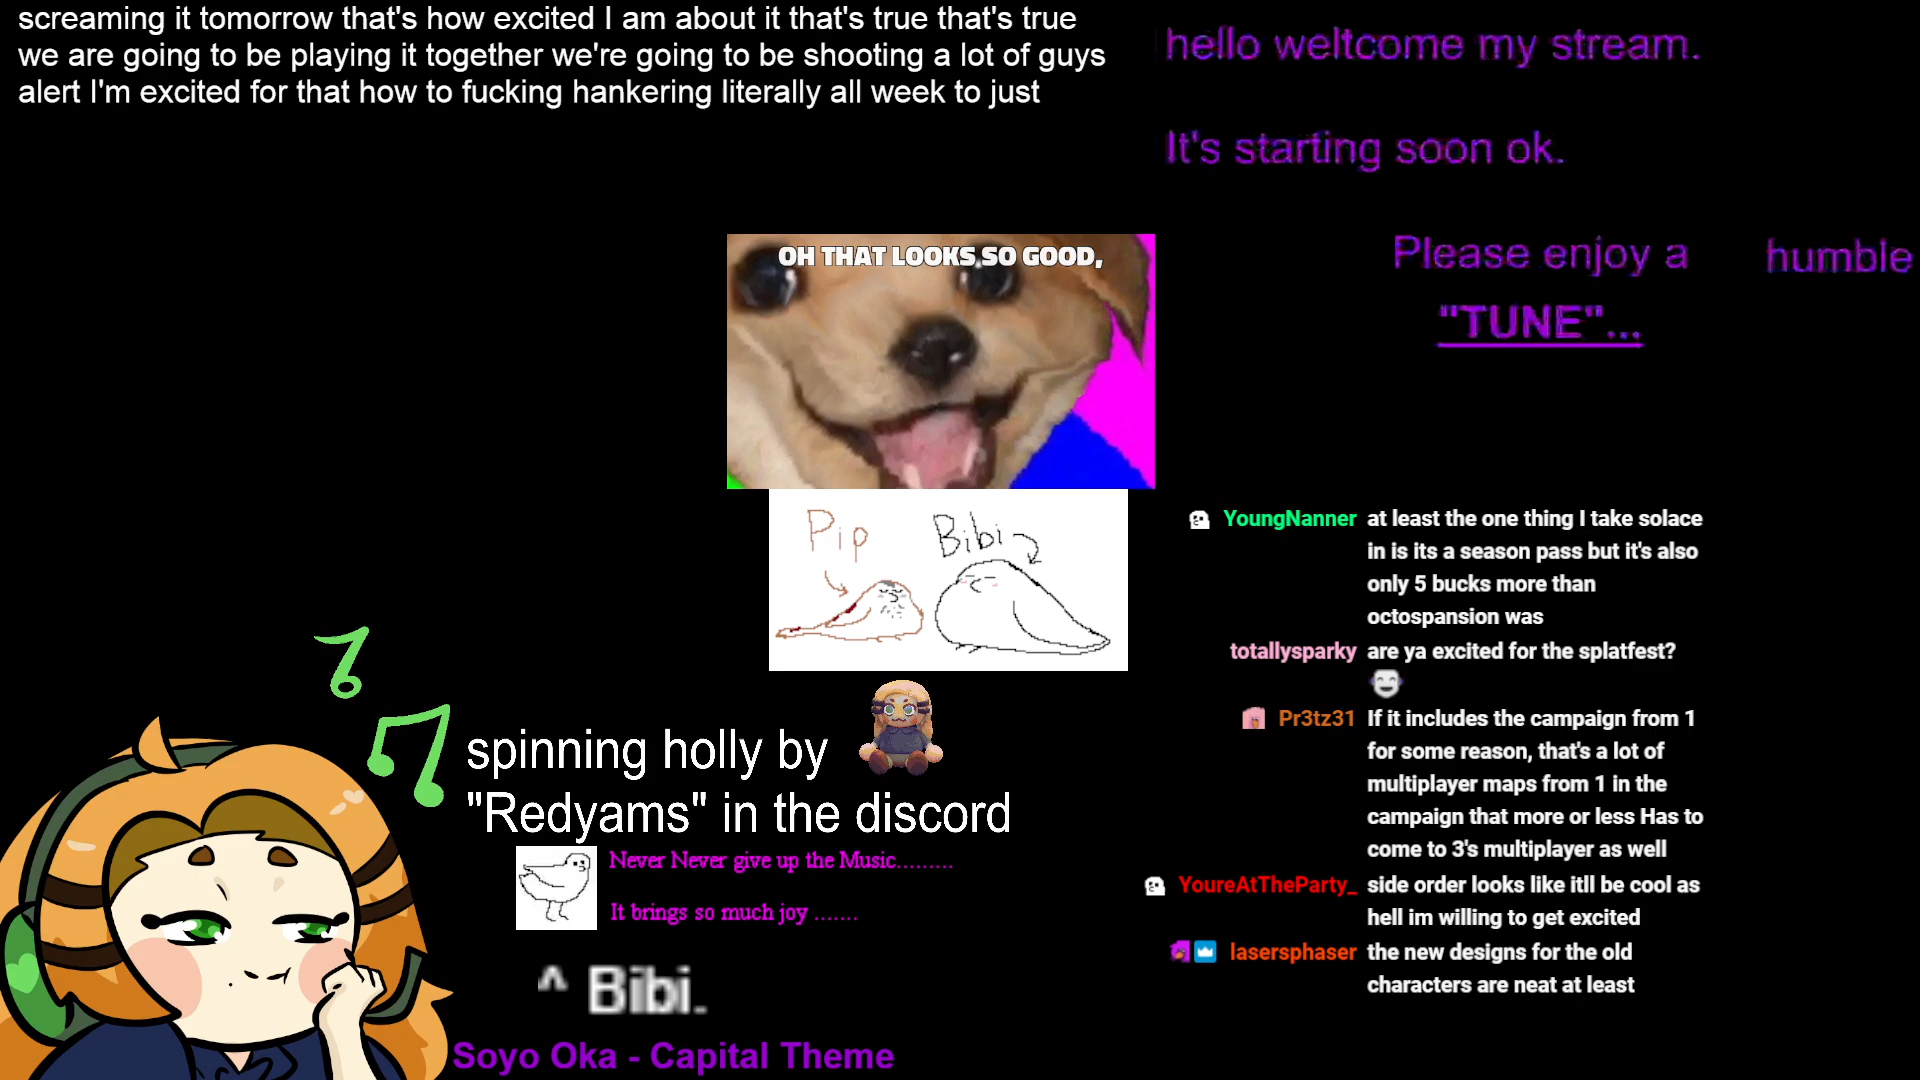 screaming it tomorrow that's how excited I am about it that's true that's true
we are going to be playing it together we're going to be shooting a lot of guys
alert I'm excited for that how to fucking hankering literally all week to just
hello weltcome my stream.
It's starting soon ok.
Please enjoy a humble
"TUNE"...
OH THAT LOOKS SO GOOD,
Pip
Bibi
YoungNanner at least the one thing I take solace
in is its a season pass but it's also
only 5 bucks more than
octospansion was
totallysparky are ya excited for the splatfest?
Pr3tz31 If it includes the campaign from 1
for some reason, that's a lot of
multiplayer maps from 1 in the
campaign that more or less Has to
come to 3's multiplayer as well
YoureAtTheParty_ side order looks like itll be cool as
hell im willing to get excited
lasersphaser the new designs for the old
characters are neat at least
spinning holly by
"Redyams" in the discord
Never Never give up the Music.........
It brings so much joy .......
^ Bibi.
Soyo Oka - Capital Theme